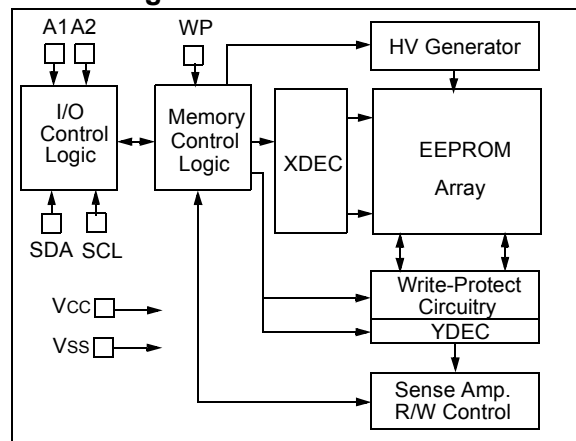 A1 A2
WP
HV Generator
I/O
Control
Logic
Memory
Control
Logic
XDEC
EEPROM
Array
SDA SCL
Write-Protect
Circuitry
YDEC
VCC
VSS
Sense Amp.
R/W Control